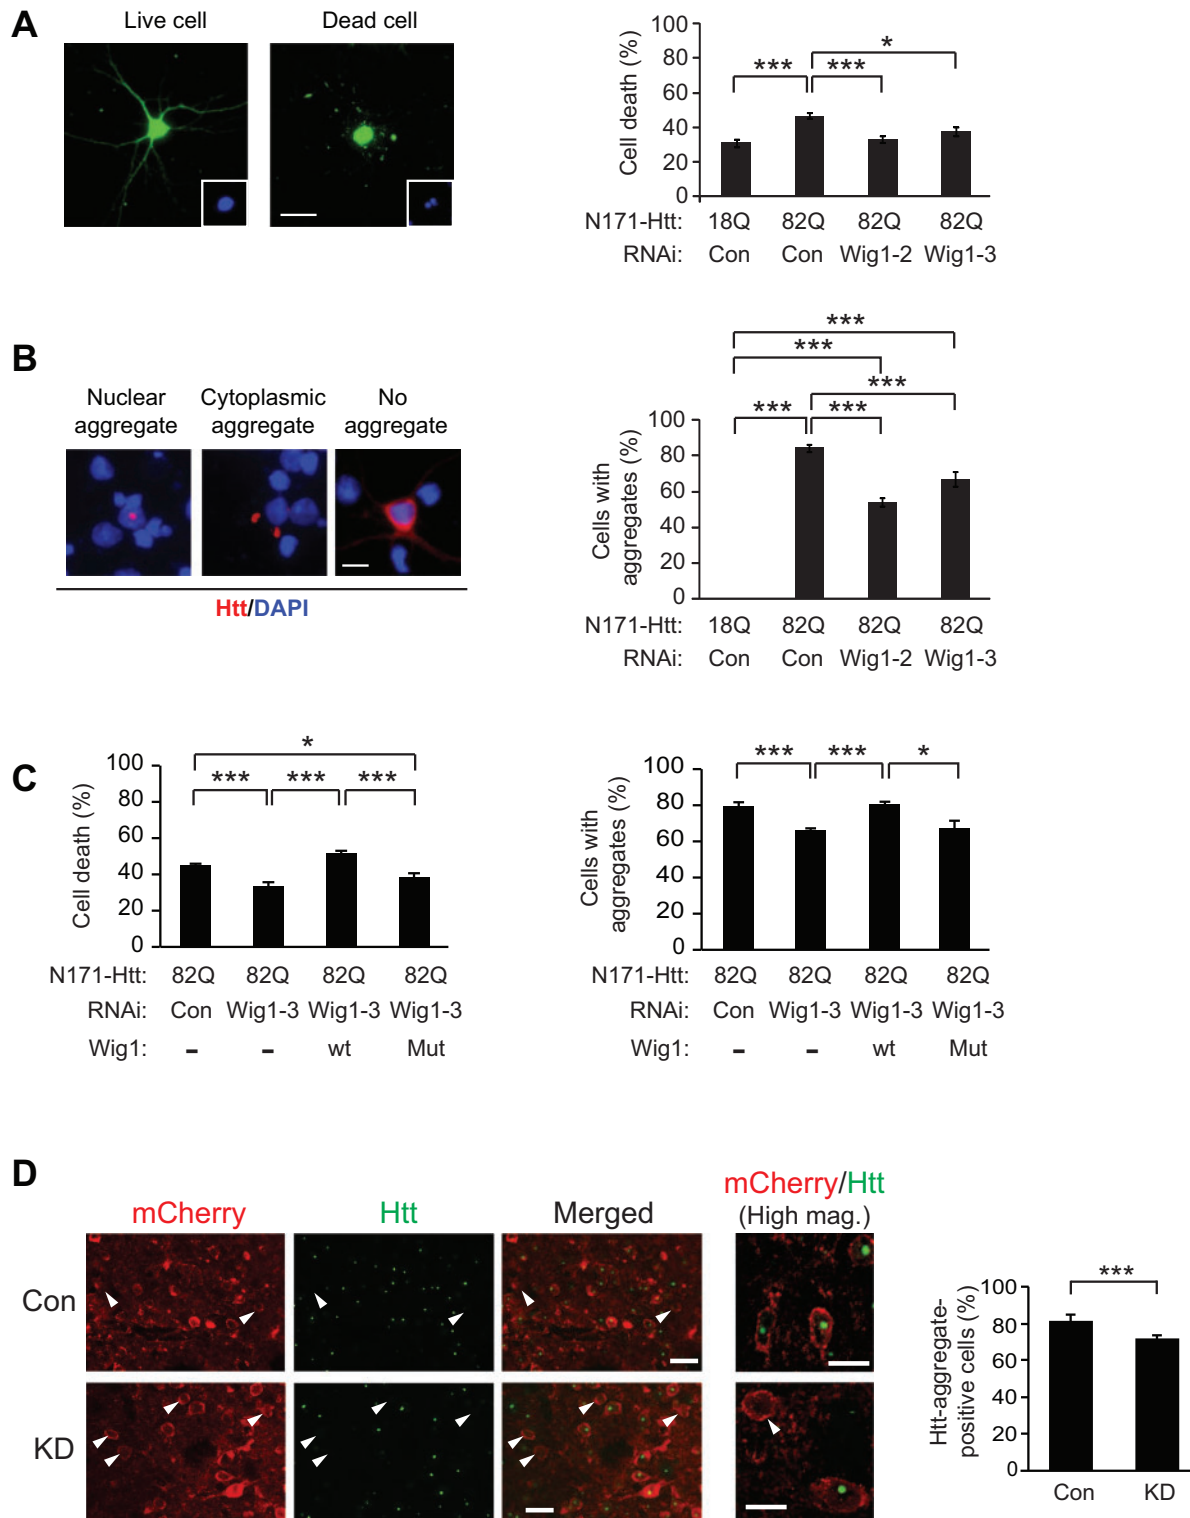 A
Live cell
Dead cell
Cell death (%)
100
80
60
40
20
0
***
***
*
N171-Htt: 18Q 82Q 82Q 82Q
RNAi: Con Con Wig1-2 Wig1-3
B
Nuclear aggregate
Cytoplasmic aggregate
No aggregate
Htt/DAPI
Cells with aggregates (%)
100
80
60
40
20
0
***
***
***
***
***
N171-Htt: 18Q 82Q 82Q 82Q
RNAi: Con Con Wig1-2 Wig1-3
C
Cell death (%)
100
80
60
40
20
0
*
***
***
***
N171-Htt: 82Q 82Q 82Q 82Q
RNAi: Con Wig1-3 Wig1-3 Wig1-3
Wig1: - - wt Mut
Cells with aggregates (%)
100
80
60
40
20
0
***
***
*
N171-Htt: 82Q 82Q 82Q 82Q
RNAi: Con Wig1-3 Wig1-3 Wig1-3
Wig1: - - wt Mut
D
mCherry
Htt
Merged
mCherry/Htt
(High mag.)
Con
KD
Htt-aggregate-
positive cells (%)
100
80
60
40
20
0
***
Con KD